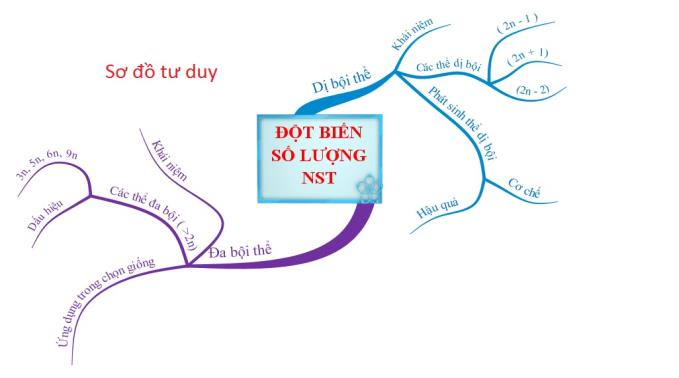 Sơ đồ tư duy
ĐỘT BIẾN
SỐ LƯỢNG
NST
Dị bội thể
Khái niệm
Các thể dị bội
( 2n - 1 )
( 2n + 1)
(2n - 2)
Phát sinh thể dị bội
Cơ chế
Hậu quả
Đa bội thể
Khái niệm
Các thể đa bội ( >2n)
3n, 5n, 6n, 9n
Dấu hiệu
Ứng dụng trong chọn giống